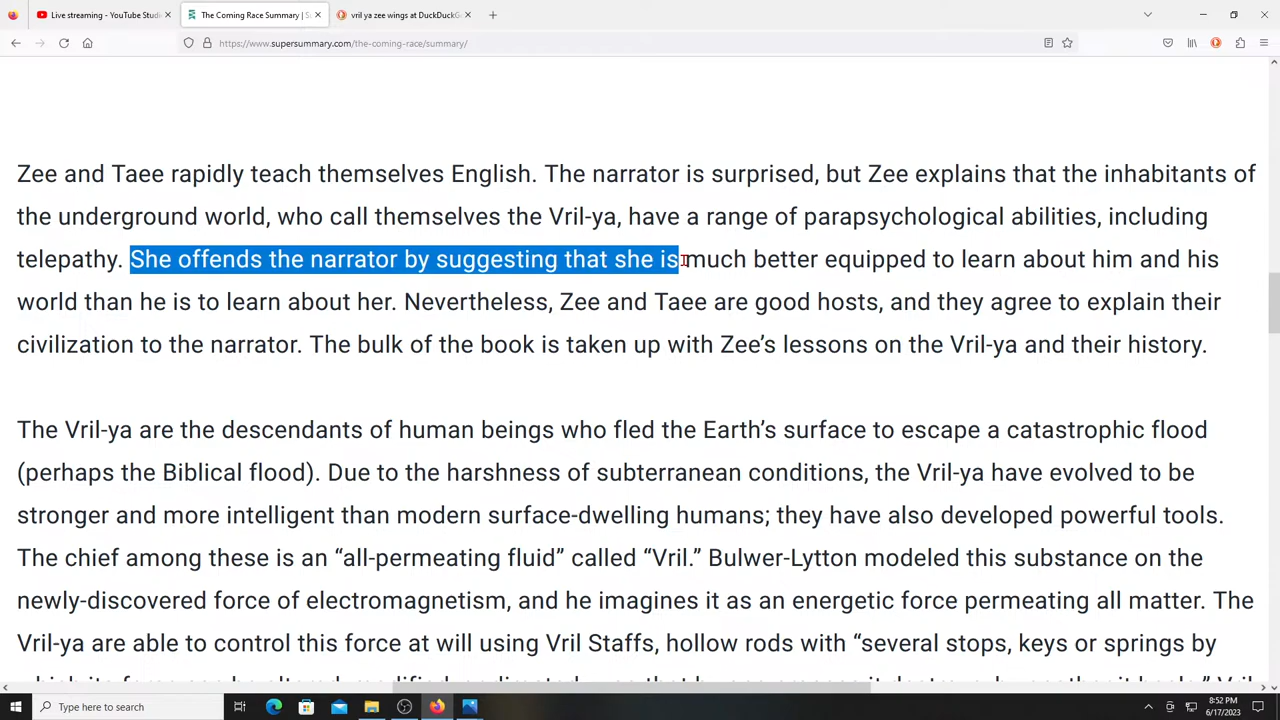 Live streaming - YouTube Studi
The Coming Race Summary | S
vril ya zee wings at DuckDuckG
https://www.supersummary.com/the-coming-race/summary/
Zee and Taee rapidly teach themselves English. The narrator is surprised, but Zee explains that the inhabitants of
the underground world, who call themselves the Vril-ya, have a range of parapsychological abilities, including
telepathy. She offends the narrator by suggesting that she is much better equipped to learn about him and his
world than he is to learn about her. Nevertheless, Zee and Taee are good hosts, and they agree to explain their
civilization to the narrator. The bulk of the book is taken up with Zee’s lessons on the Vril-ya and their history.
The Vril-ya are the descendants of human beings who fled the Earth’s surface to escape a catastrophic flood
(perhaps the Biblical flood). Due to the harshness of subterranean conditions, the Vril-ya have evolved to be
stronger and more intelligent than modern surface-dwelling humans; they have also developed powerful tools.
The chief among these is an “all-permeating fluid” called “Vril.” Bulwer-Lytton modeled this substance on the
newly-discovered force of electromagnetism, and he imagines it as an energetic force permeating all matter. The
Vril-ya are able to control this force at will using Vril Staffs, hollow rods with “several stops, keys or springs by
Type here to search
8:52 PM
6/17/2023